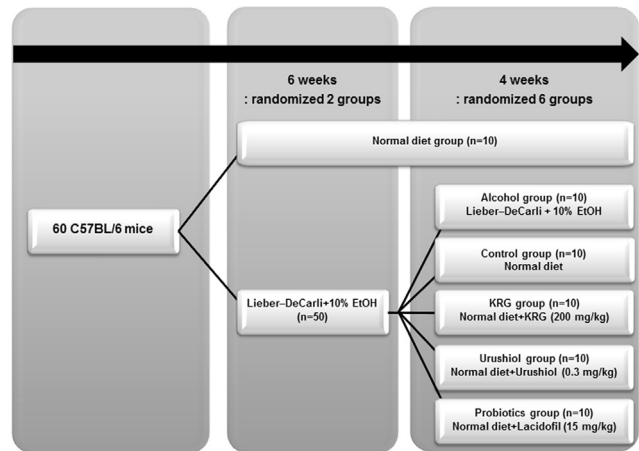 6 weeks
: randomized 2 groups
4 weeks
: randomized 6 groups
Normal diet group (n=10)
60 C57BL/6 mice
Lieber–DeCarli+10% EtOH
(n=50)
Alcohol group (n=10)
Lieber–DeCarli + 10% EtOH
Control group (n=10)
Normal diet
KRG group (n=10)
Normal diet+KRG (200 mg/kg)
Urushiol group (n=10)
Normal diet+Urushiol (0.3 mg/kg)
Probiotics group (n=10)
Normal diet+Lacidofil (15 mg/kg)